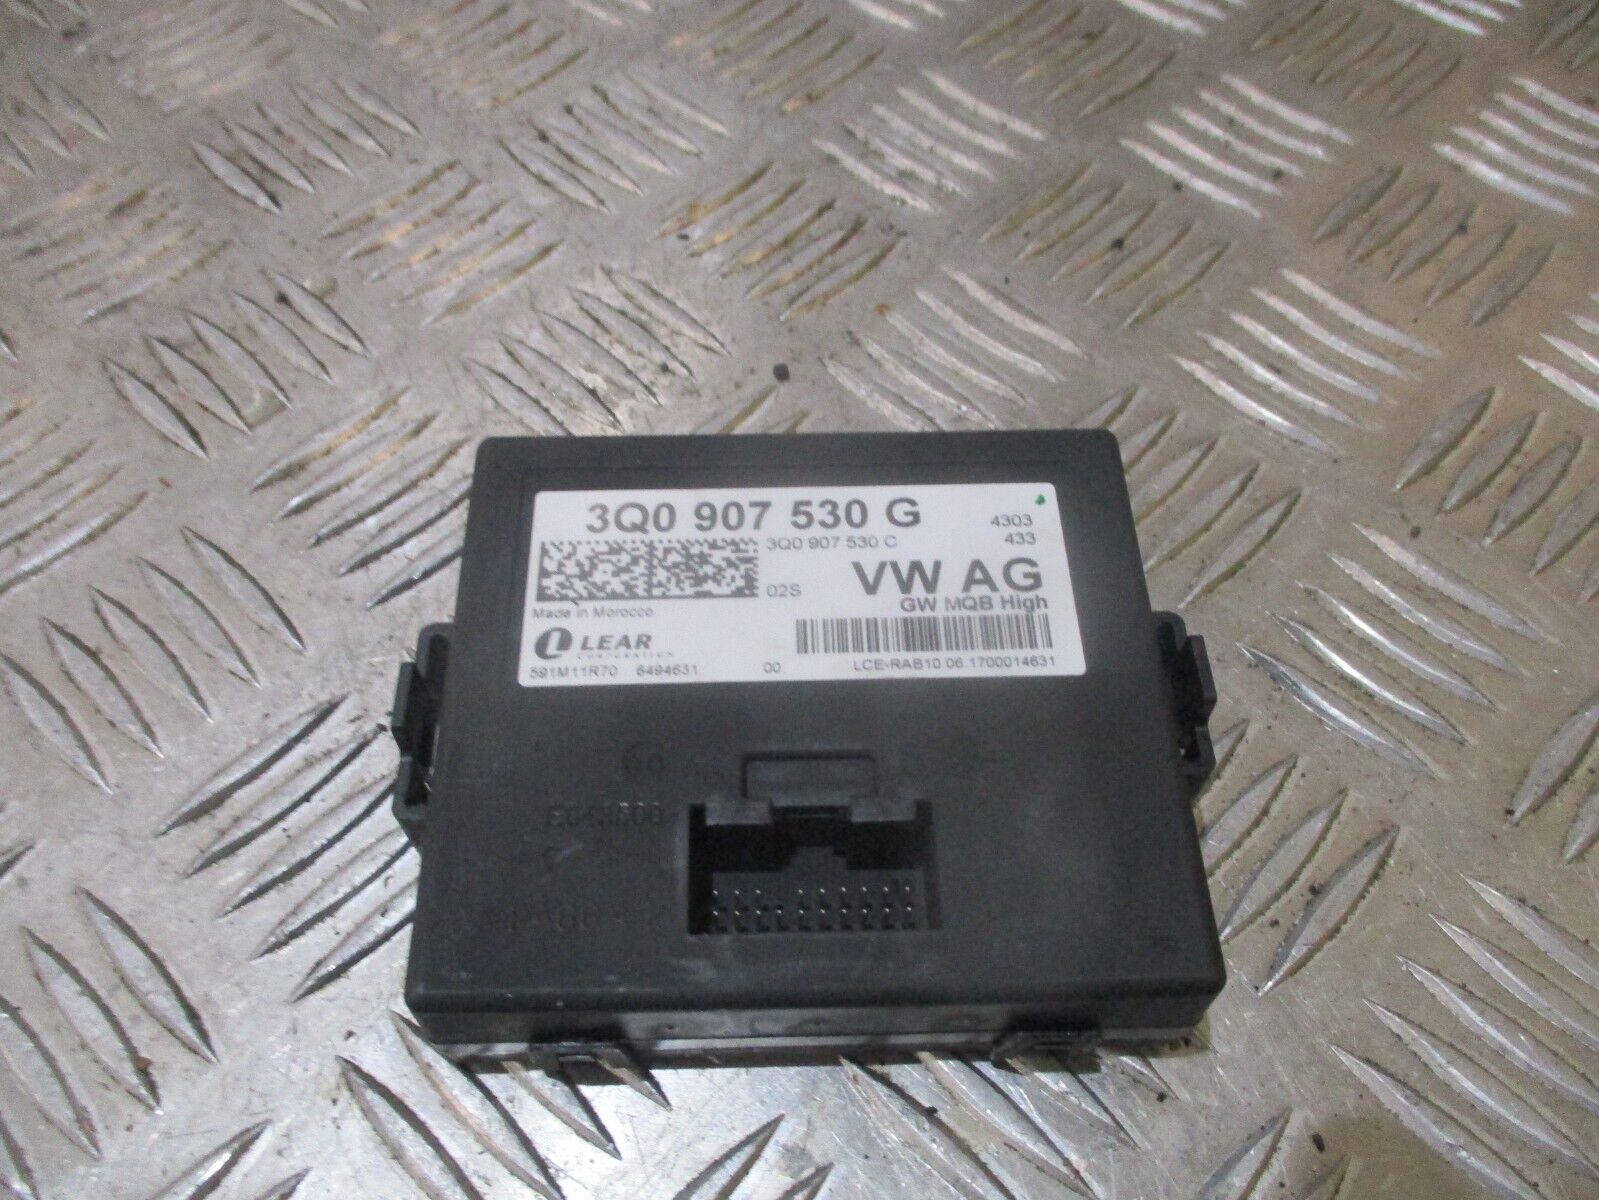 3Q0 907 530 G 4303
3Q0 907 530 C 433
02S VW AG
GW MQB High
Made in Morocco
LEAR
CORPORATION
591M11R70 6494631 00 LCE-RAB10 06.1700014631